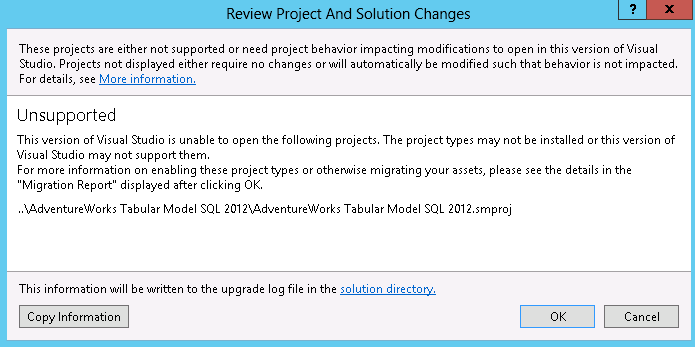 Review Project And Solution Changes
? x
These projects are either not supported or need project behavior impacting modifications to open in this version of Visual
Studio. Projects not displayed either require no changes or will automatically be modified such that behavior is not impacted.
For details, see More information.
Unsupported
This version of Visual Studio is unable to open the following projects. The project types may not be installed or this version of
Visual Studio may not support them.
For more information on enabling these project types or otherwise migrating your assets, please see the details in the
"Migration Report" displayed after clicking OK.
..\AdventureWorks Tabular Model SQL 2012\AdventureWorks Tabular Model SQL 2012.smproj
This information will be written to the upgrade log file in the solution directory.
Copy Information OK Cancel